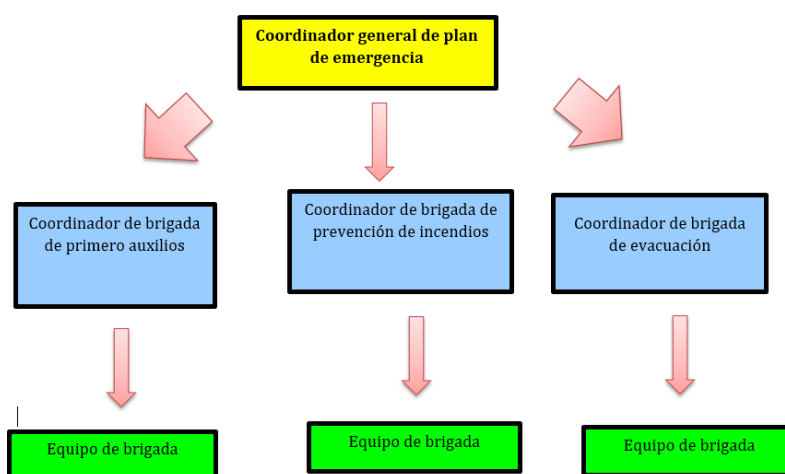 Coordinador general de plan
de emergencia
Coordinador de brigada
de primero auxilios
Coordinador de brigada de
prevención de incendios
Coordinador de brigada
de evacuación
Equipo de brigada
Equipo de brigada
Equipo de brigada